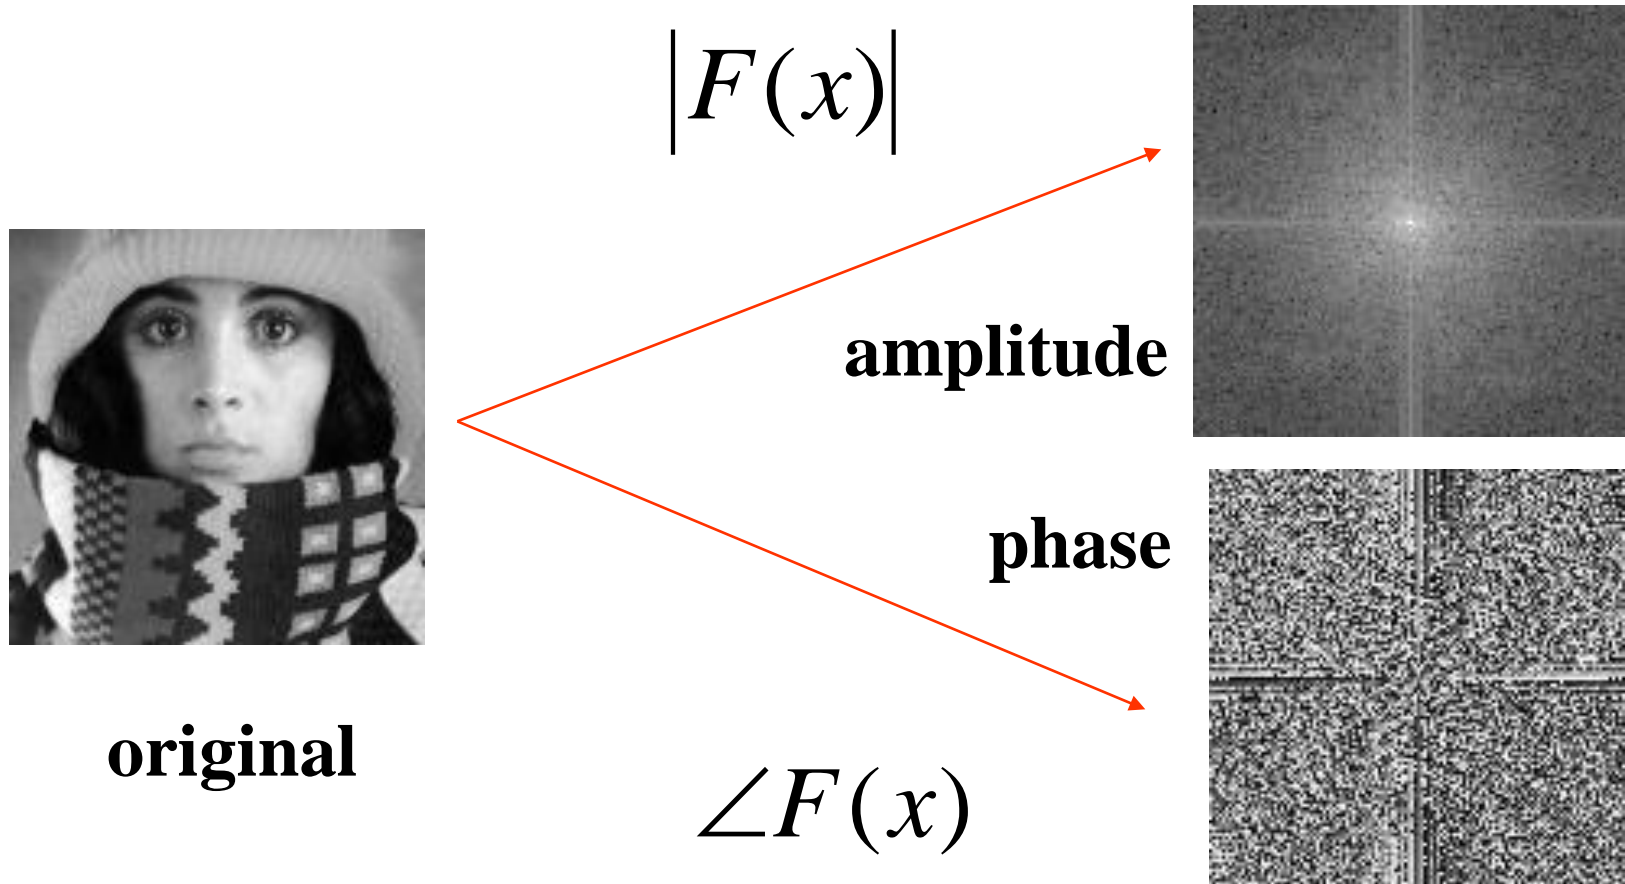 |F(x)|
amplitude
phase
original
∠F(x)